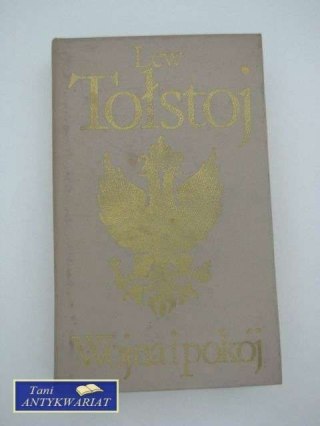 Lew
Tołstoj
Wojna i pokój
Tani
ANTYKWARIAT